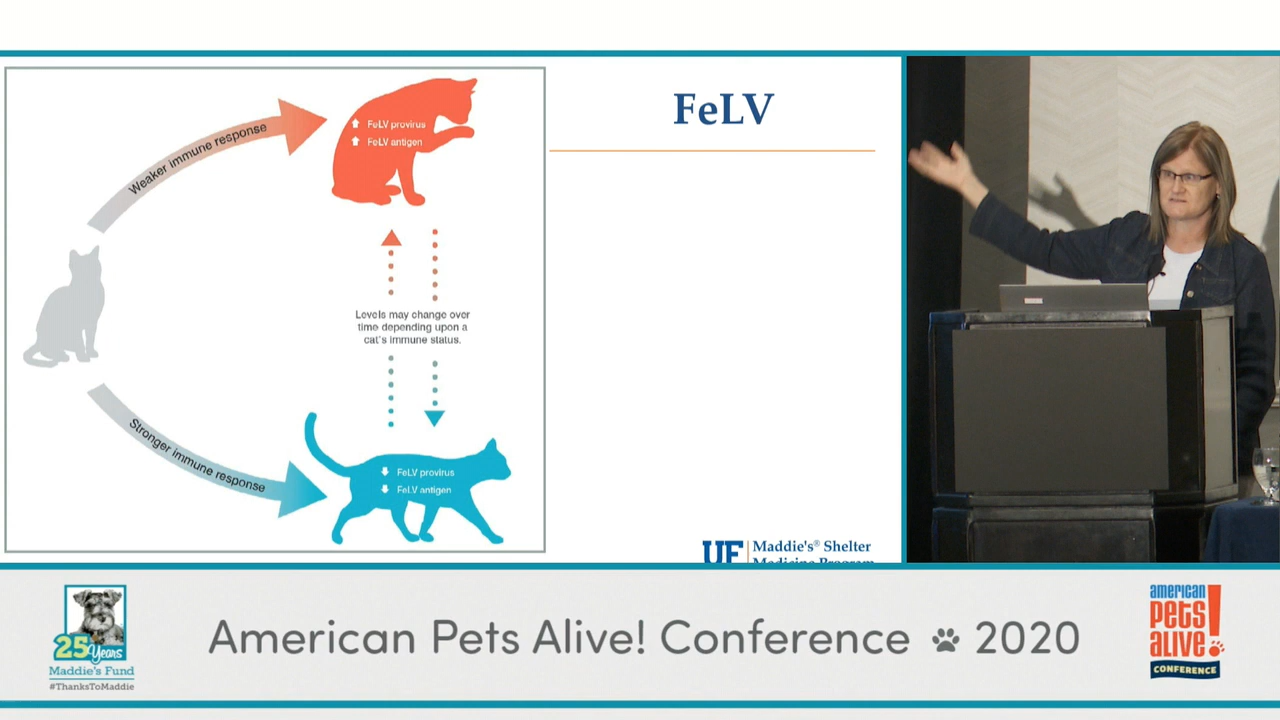 FeLV
Weaker immune response
FeLV provirus
FeLV antigen
Levels may change over
time depending upon a
cat's immune status.
Stronger immune response
FeLV provirus
FeLV antigen
UF
Maddie's® Shelter
Medicine Program
25 Years
Maddie's Fund
#ThanksToMaddie
American Pets Alive! Conference 2020
american
pets
alive!
CONFERENCE